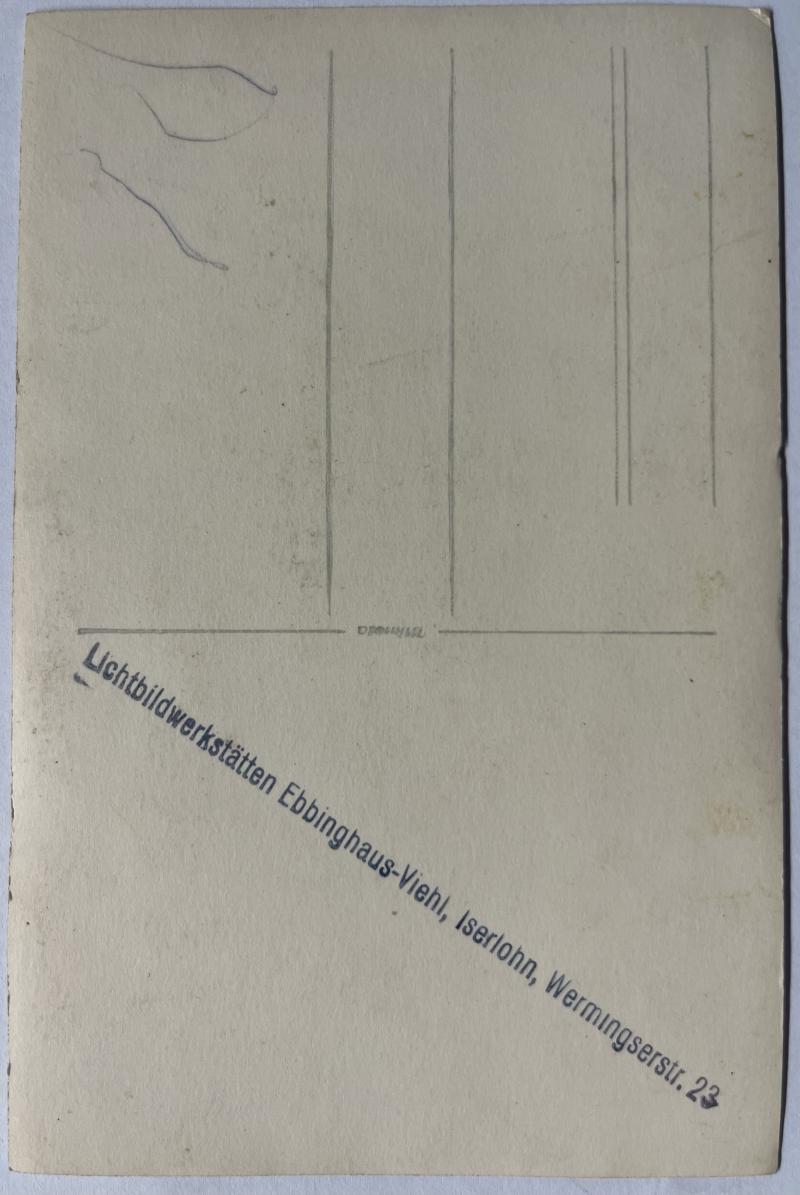 Lichtbildwerkstätten Ebbinghaus-Viehl, Iserlohn, Wermingserstr. 23